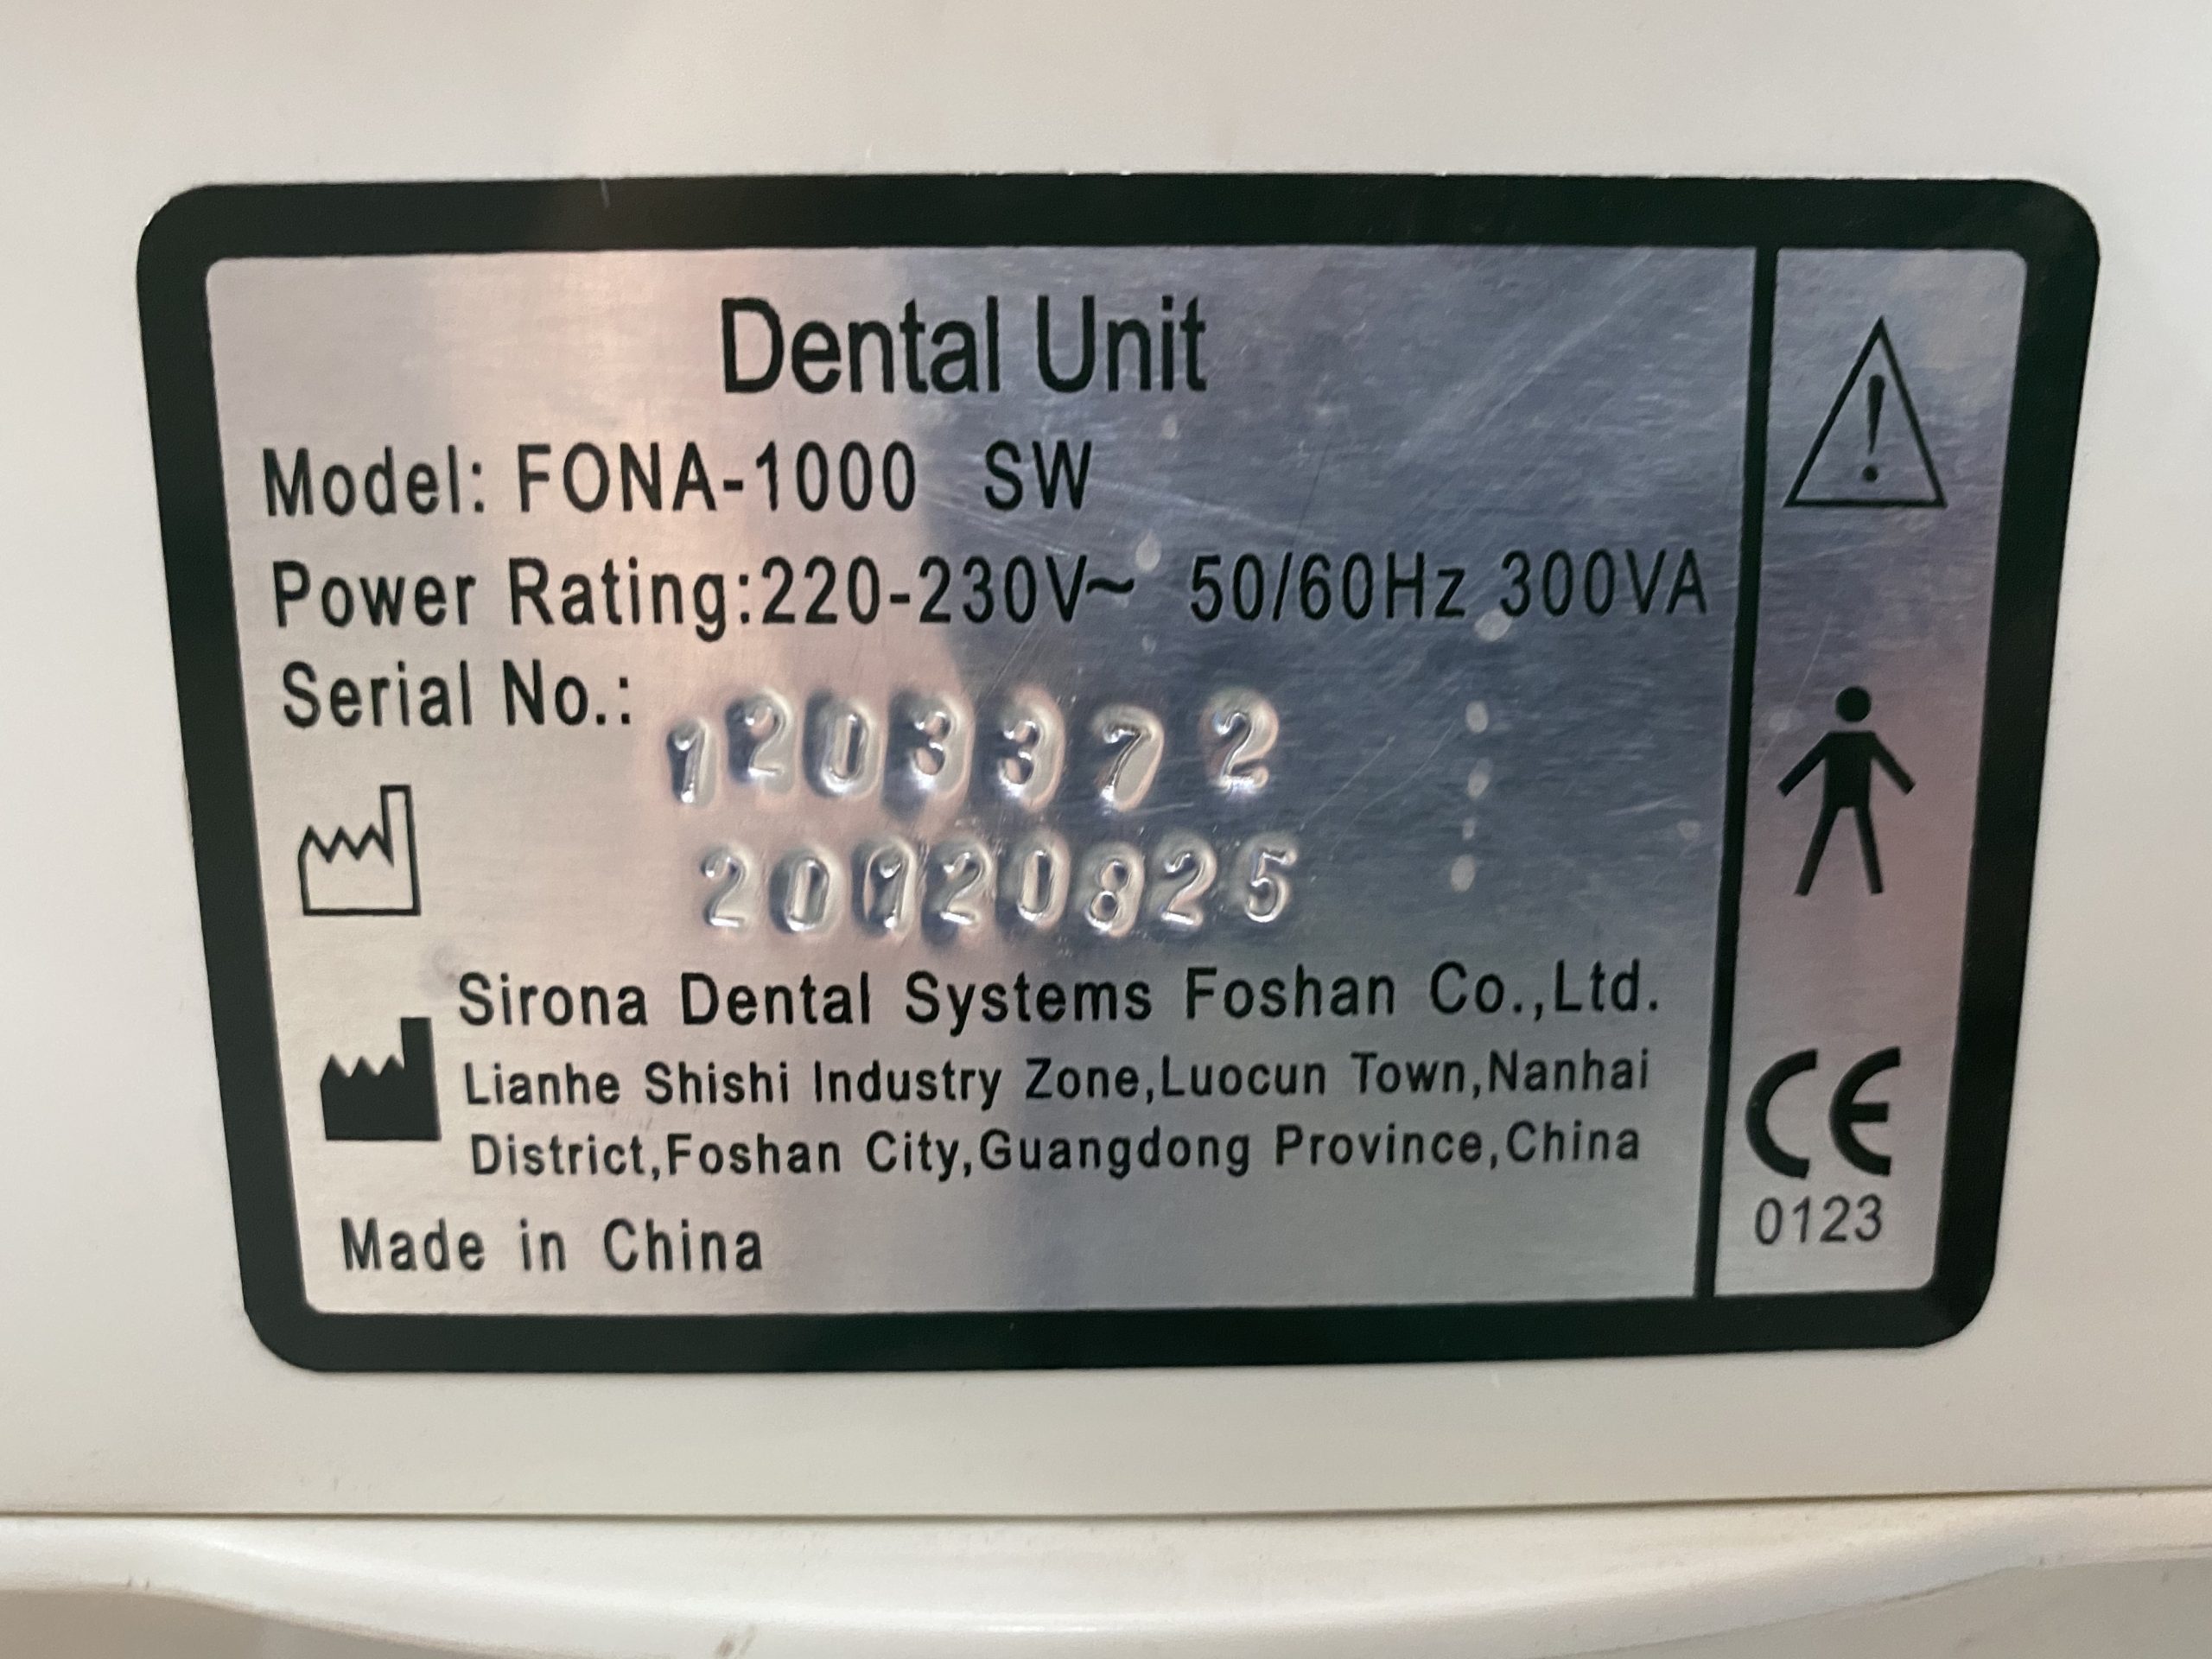 Dental Unit
Model: FONA-1000 SW
Power Rating:220-230V~ 50/60Hz 300VA
Serial No.: 1203372
20120825
Sirona Dental Systems Foshan Co.,Ltd.
Lianhe Shishi Industry Zone,Luocun Town,Nanhai
District,Foshan City,Guangdong Province,China
Made in China
!
CE
0123